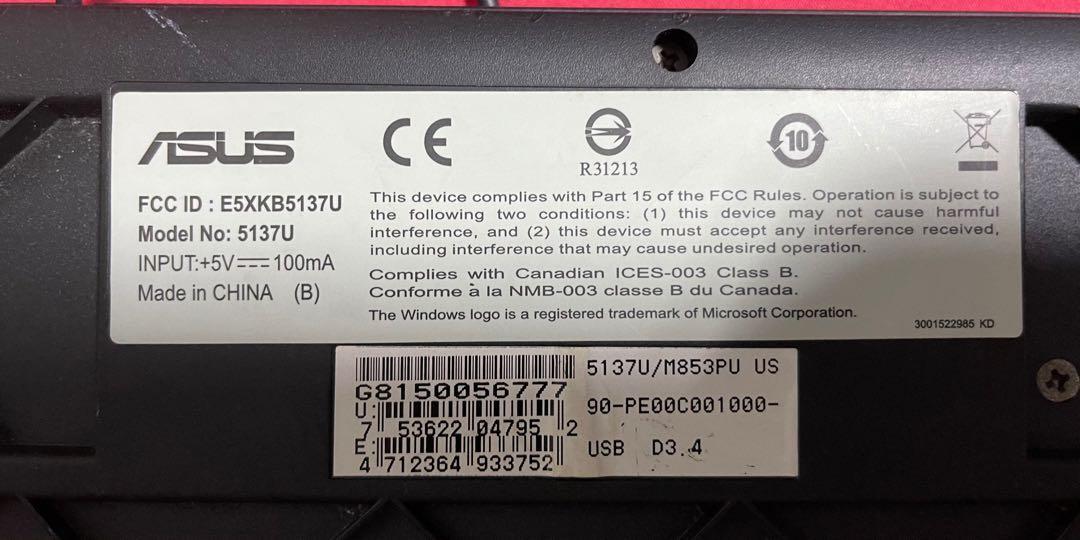 ASUS
CE
R31213
10
FCC ID : E5XKB5137U
Model No: 5137U
INPUT:+5V⎓100mA
Made in CHINA (B)
This device complies with Part 15 of the FCC Rules. Operation is subject to
the following two conditions: (1) this device may not cause harmful
interference, and (2) this device must accept any interference received,
including interference that may cause undesired operation.
Complies with Canadian ICES-003 Class B.
Conforme à la NMB-003 classe B du Canada.
The Windows logo is a registered trademark of Microsoft Corporation.
3001522985 KD
G8150056777
U:
7 53622 04795 2
E:
4 712364 933752
5137U/M853PU US
90-PE00C001000-
USB D3.4